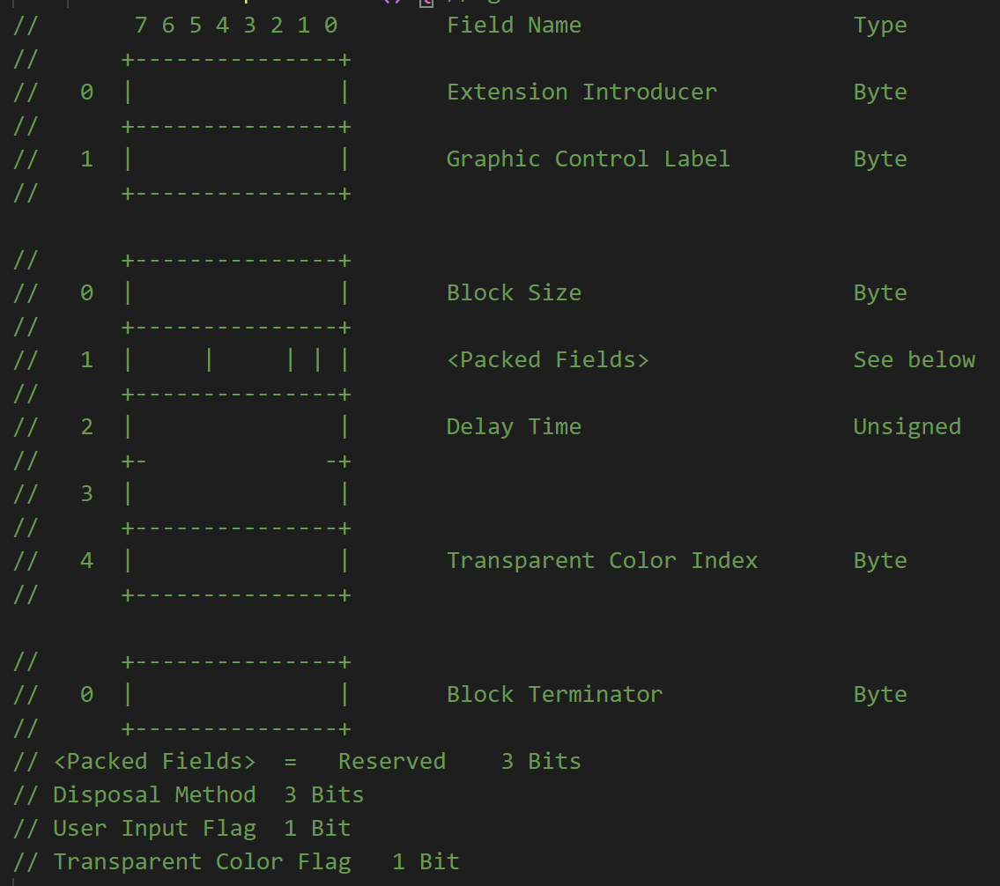 //       7 6 5 4 3 2 1 0        Field Name                    Type
//      +---------------+
//   0  |               |       Extension Introducer          Byte
//      +---------------+
//   1  |               |       Graphic Control Label         Byte
//      +---------------+
//      +---------------+
//   0  |               |       Block Size                    Byte
//      +---------------+
//   1  |     |     | | |       <Packed Fields>               See below
//      +---------------+
//   2  |               |       Delay Time                    Unsigned
//      +-             -+
//   3  |               |
//      +---------------+
//   4  |               |       Transparent Color Index       Byte
//      +---------------+
//      +---------------+
//   0  |               |       Block Terminator              Byte
//      +---------------+
// <Packed Fields>  =   Reserved    3 Bits
// Disposal Method  3 Bits
// User Input Flag  1 Bit
// Transparent Color Flag   1 Bit